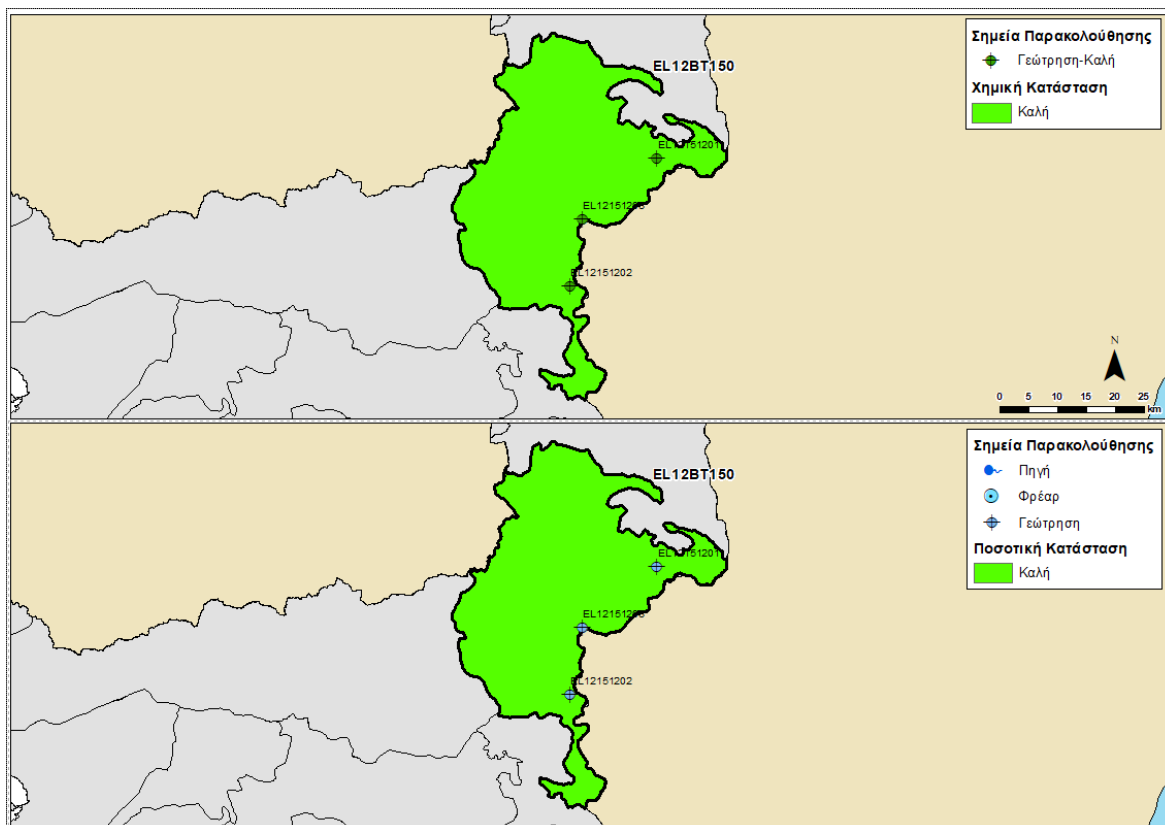 Σημεία Παρακολούθησης
Γεώτρηση-Καλή
Χημική Κατάσταση
Καλή
EL12BT150
EL12151202
N
0 5 10 15 20 25
km
Σημεία Παρακολούθησης
Πηγή
Φρέαρ
Γεώτρηση
Ποσοτική Κατάσταση
Καλή
EL12BT150
EL12151202